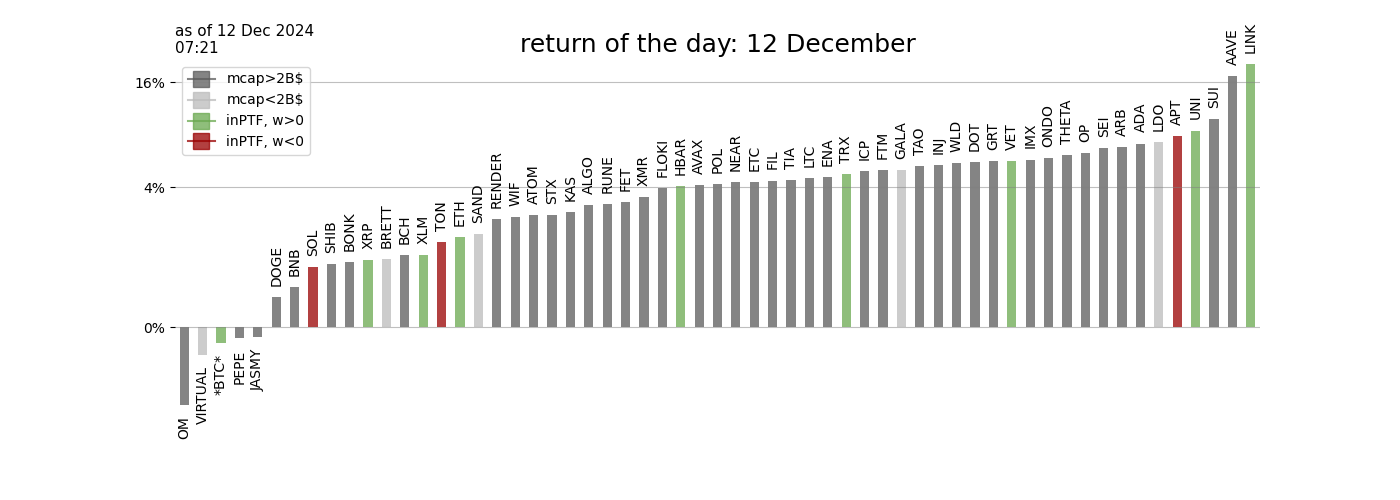 as of 12 Dec 2024
07:21
return of the day: 12 December
mcap>2B$
mcap<2B$
inPTF, w>0
inPTF, w<0
16%
4%
0%
OM
VIRTUAL
*BTC*
PEPE
JASMY
DOGE
BNB
SOL
SHIB
BONK
XRP
BRETT
BCH
XLM
TON
ETH
SAND
RENDER
WIF
ATOM
STX
KAS
ALGO
RUNE
FET
XMR
FLOKI
HBAR
AVAX
POL
NEAR
ETC
FIL
TIA
LTC
ENA
TRX
ICP
FTM
GALA
TAO
INJ
WLD
DOT
GRT
VET
IMX
ONDO
THETA
OP
SEI
ARB
ADA
LDO
APT
UNI
SUI
AAVE
LINK